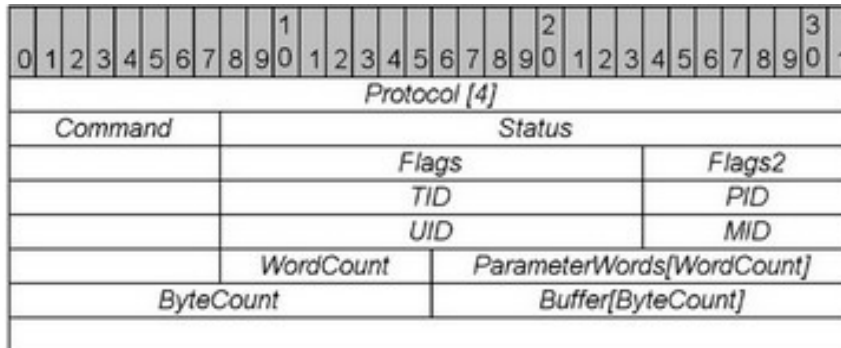 1 2 3
0 1 2 3 4 5 6 7 8 9 0 1 2 3 4 5 6 7 8 9 0 1 2 3 4 5 6 7 8 9 0 1
Protocol [4]
Command Status
Flags Flags2
TID PID
UID MID
WordCount ParameterWords[WordCount]
ByteCount Buffer[ByteCount]